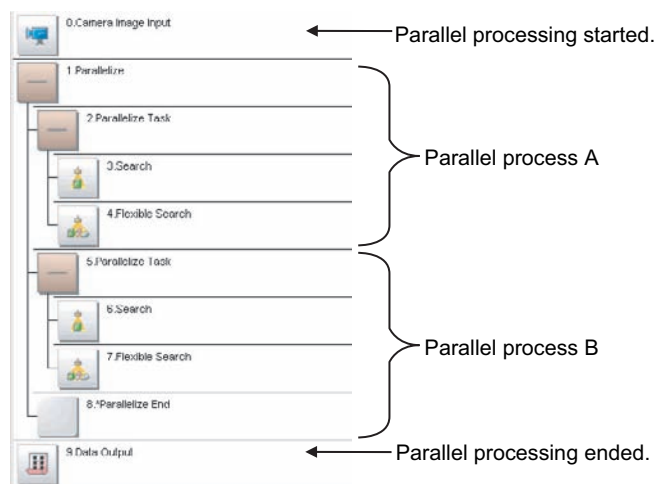 0.Camera Image Input
Parallel processing started.
1.Parallelize
2.Parallelize Task
3.Search
Parallel process A
4.Flexible Search
5.Parallelize Task
6.Search
Parallel process B
7.Flexible Search
8.*Parallelize End
9.Data Output
Parallel processing ended.